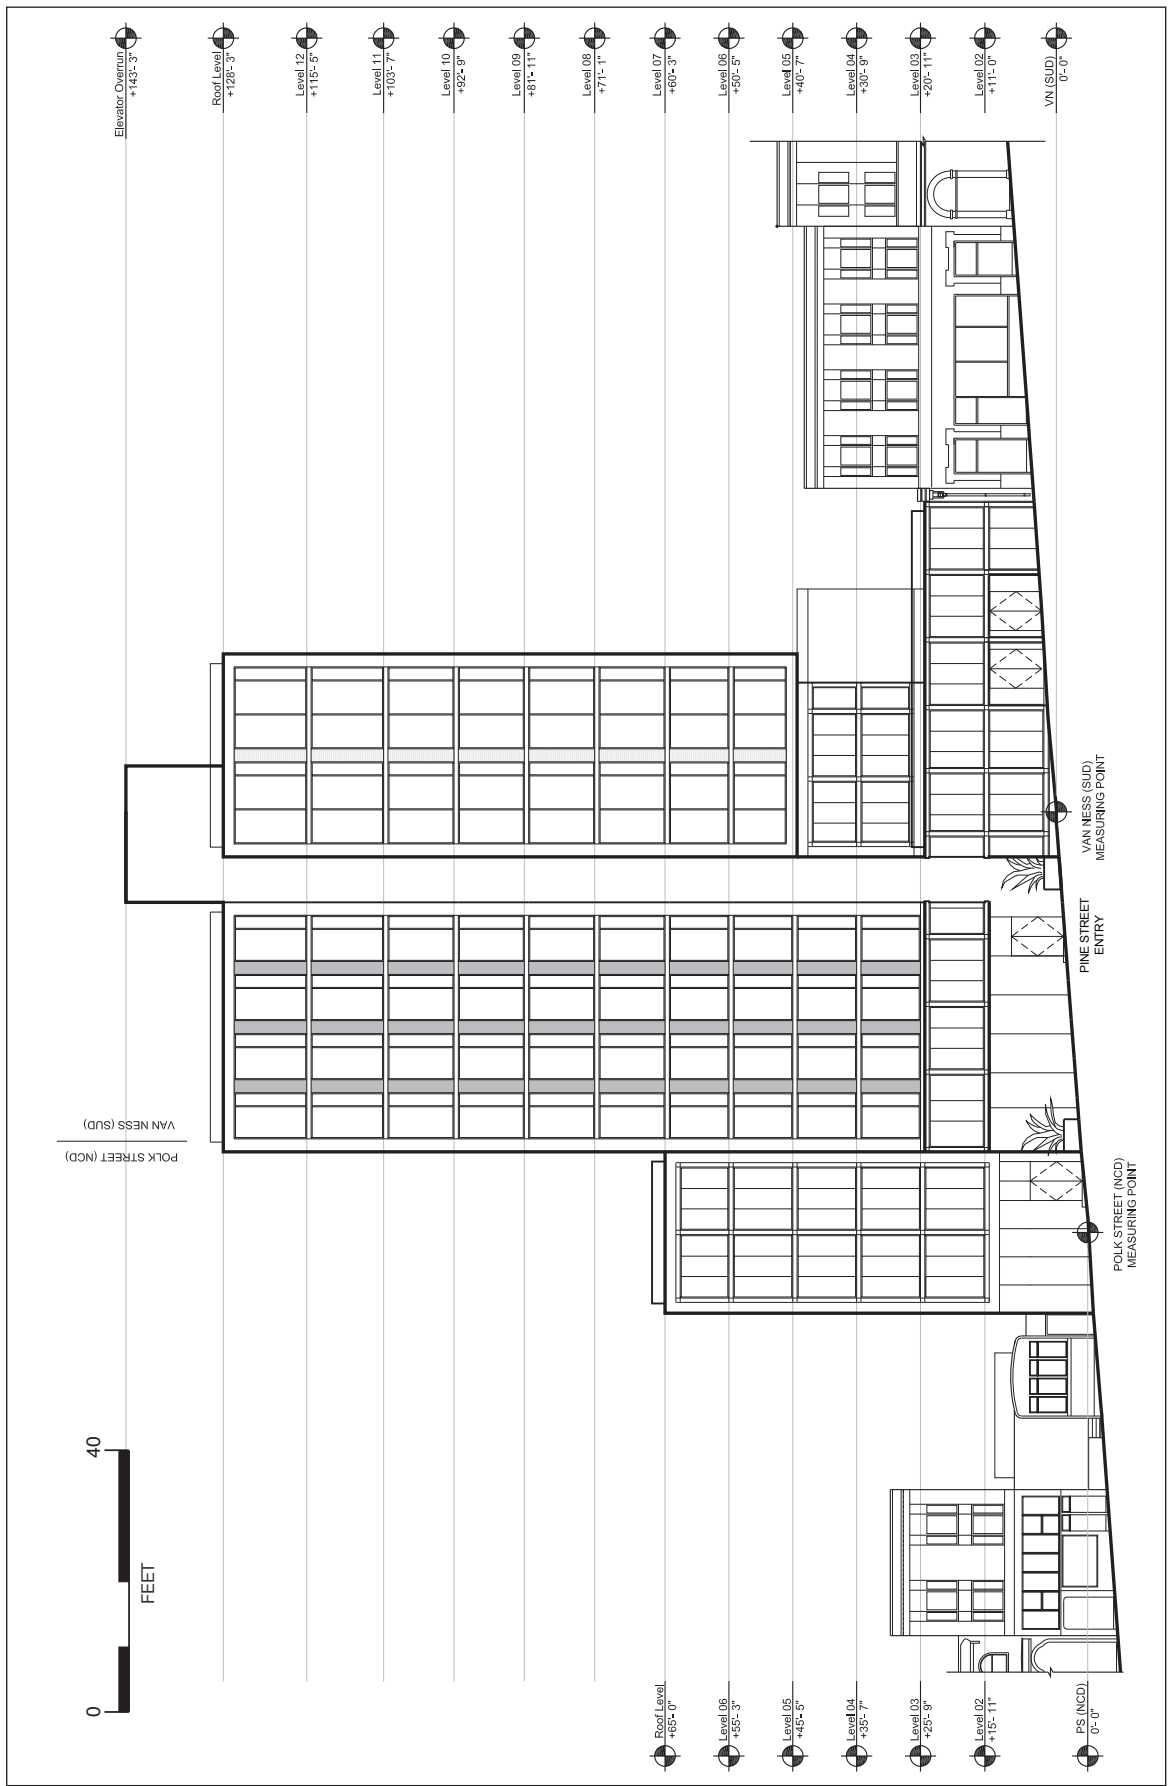 Elevator Overrun
+143'- 3"
Roof Level
+128'- 3"
Level 12
+115'- 5"
Level 11
+103'- 7"
Level 10
+92'- 9"
Level 09
+81'- 11"
Level 08
+71'- 1"
Level 07
+60'- 3"
Level 06
+50'- 5"
Level 05
+40'- 7"
Level 04
+30'- 9"
Level 03
+20'- 11"
Level 02
+11'- 0"
VN (SUD)
0'- 0"
VAN NESS (SUD)
MEASURING POINT
PINE STREET
ENTRY
POLK STREET (NCD)
MEASURING POINT
VAN NESS (SUD)
POLK STREET (NCD)
0
40
FEET
Roof Level
+65'- 0"
Level 06
+55'- 3"
Level 05
+45'- 5"
Level 04
+35'- 7"
Level 03
+25'- 9"
Level 02
+15'- 11"
PS (NCD)
0'- 0"